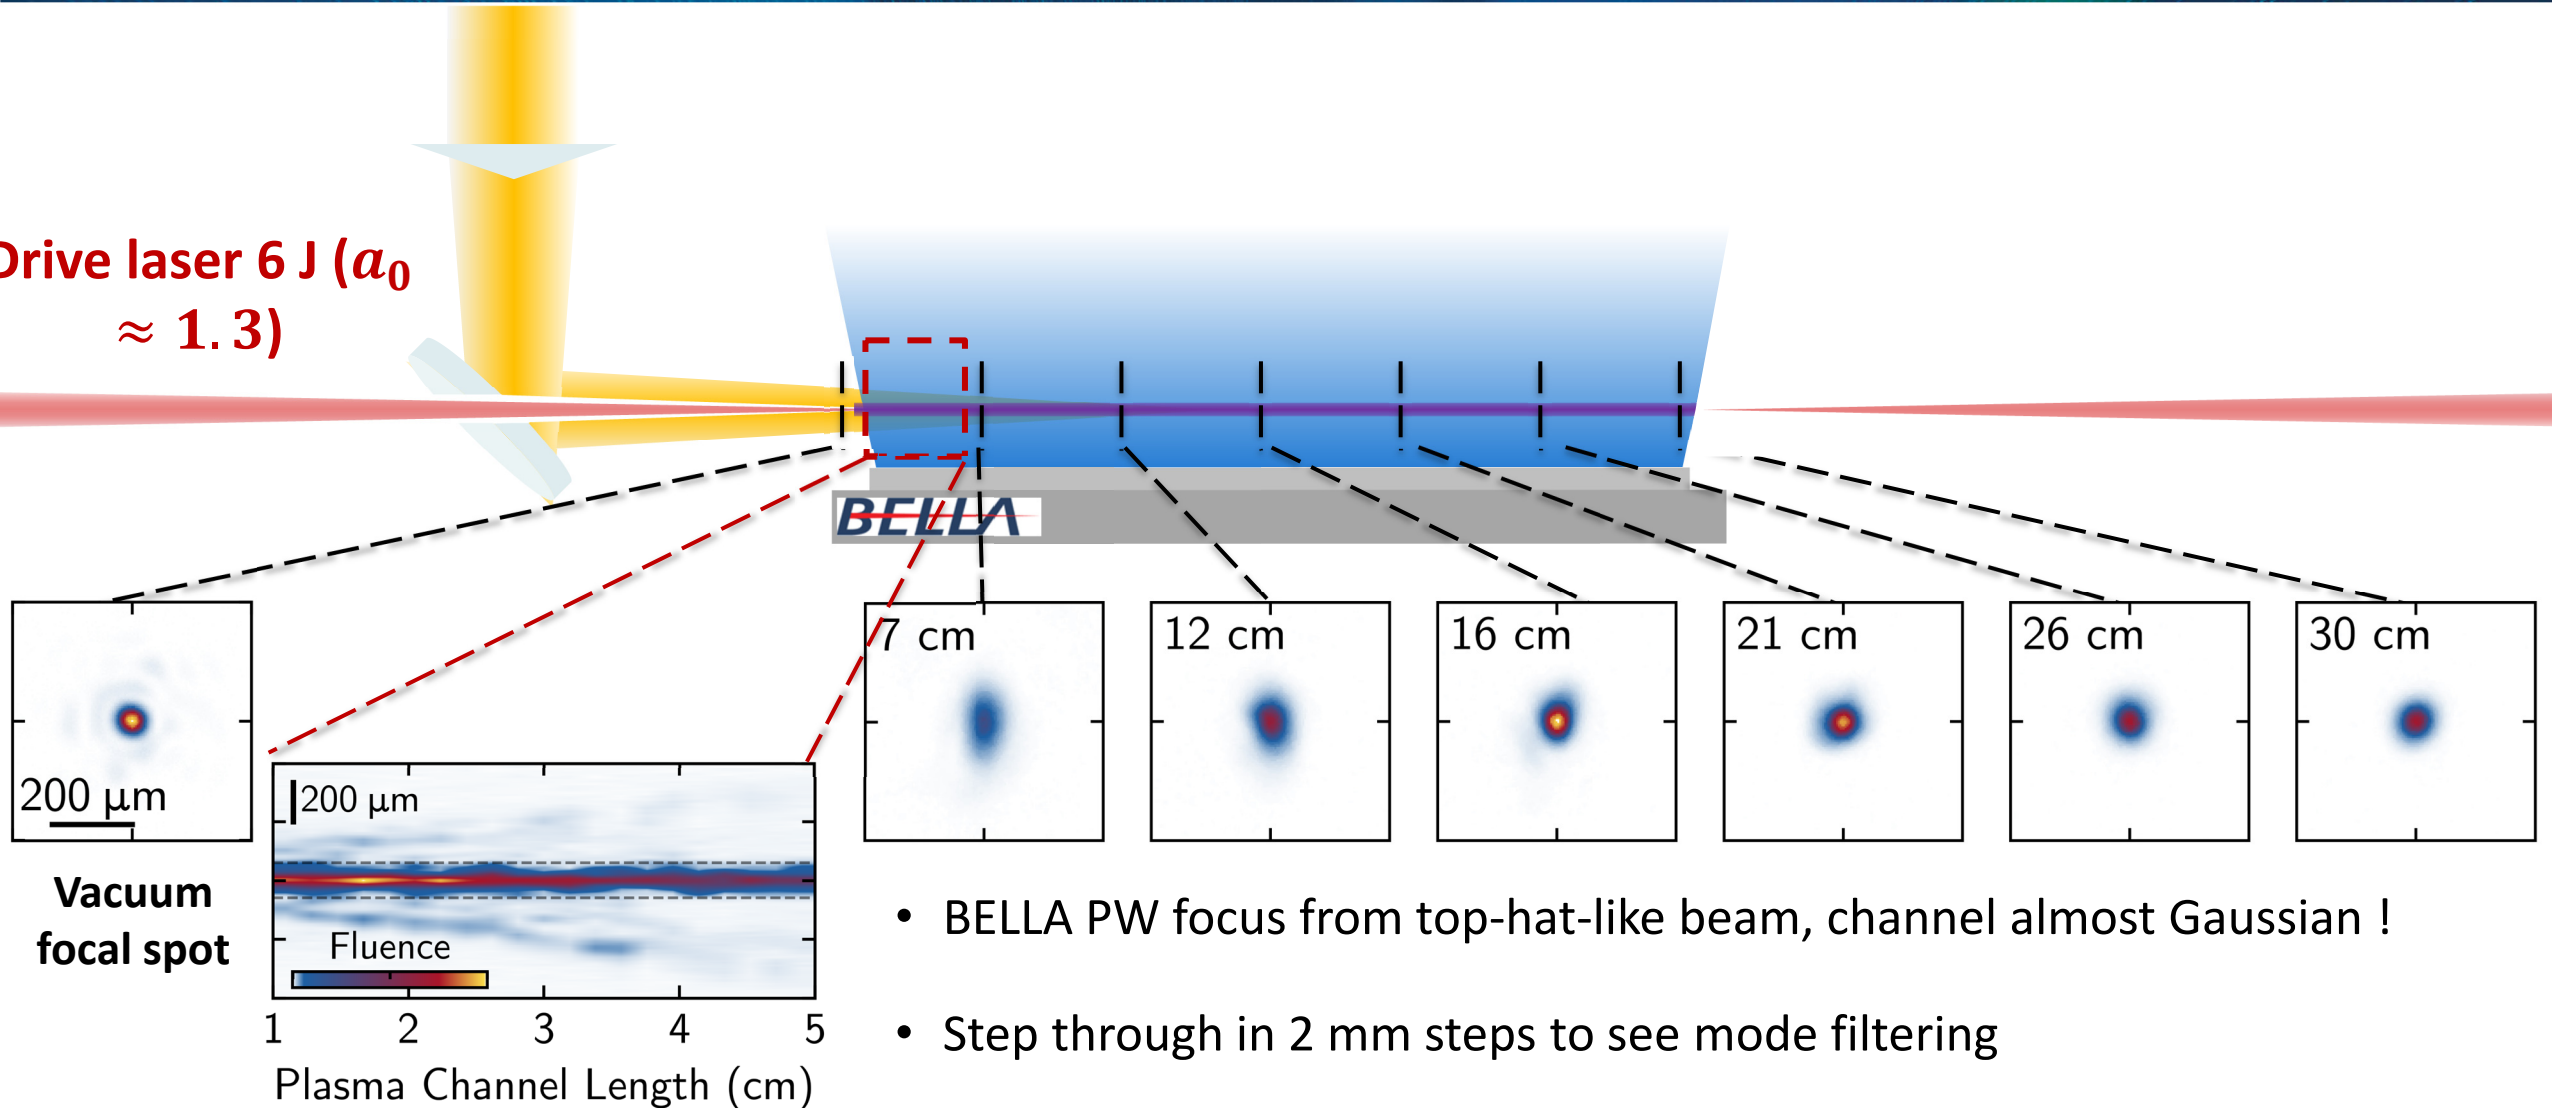 Drive laser 6 J (a₀
≈ 1.3)
BELLA
7 cm
12 cm
16 cm
21 cm
26 cm
30 cm
200 μm
Vacuum
focal spot
200 μm
Fluence
1 2 3 4 5
Plasma Channel Length (cm)
• BELLA PW focus from top-hat-like beam, channel almost Gaussian !
• Step through in 2 mm steps to see mode filtering